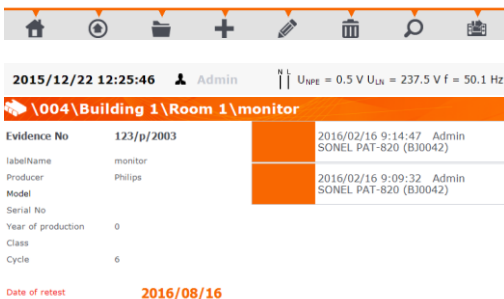 2015/12/22 12:25:46 Admin N L UNPE = 0.5 V ULN = 237.5 V f = 50.1 Hz
\004\Building 1\Room 1\monitor
Evidence No 123/p/2003
labelName monitor
Producer Philips
Model
Serial No
Year of production 0
Class
Cycle 6
Date of retest 2016/08/16
2016/02/16 9:14:47 Admin
SONEL PAT-820 (BJ0042)
2016/02/16 9:09:32 Admin
SONEL PAT-820 (BJ0042)